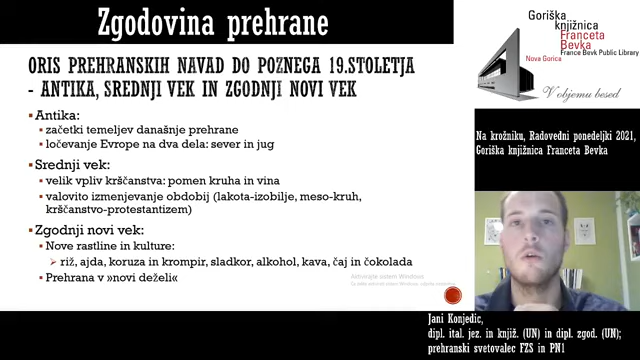 Zgodovina prehrane
ORIS PREHRANSKIH NAVAD DO POZNEGA 19.STOLETJA
- ANTIKA, SREDNJI VEK IN ZGODNJI NOVI VEK
Antika:
začetki temeljev današnje prehrane
ločevanje Evrope na dva dela: sever in jug
Srednji vek:
velik vpliv krščanstva: pomen kruha in vina
valovito izmenjevanje obdobij (lakota-izobilje, meso-kruh,
krščanstvo-protestantizem)
Zgodnji novi vek:
Nove rastline in kulture:
riž, ajda, koruza in krompir, sladkor, alkohol, kava, čaj in čokolada
Prehrana v »novi deželi«
Aktivirajte sistem Windows
Goriška
knjižnica
Franceta
Bevka
France Bevk Public Library
Nova Gorica
V objemu besed
Na krožniku, Radovedni ponedeljki 2021,
Goriška knjižnica Franceta Bevka
Jani Konjedic,
dipl. ital. jez. in knjiž. (UN) in dipl. zgod. (UN);
prehranski svetovalec FZS in PN1